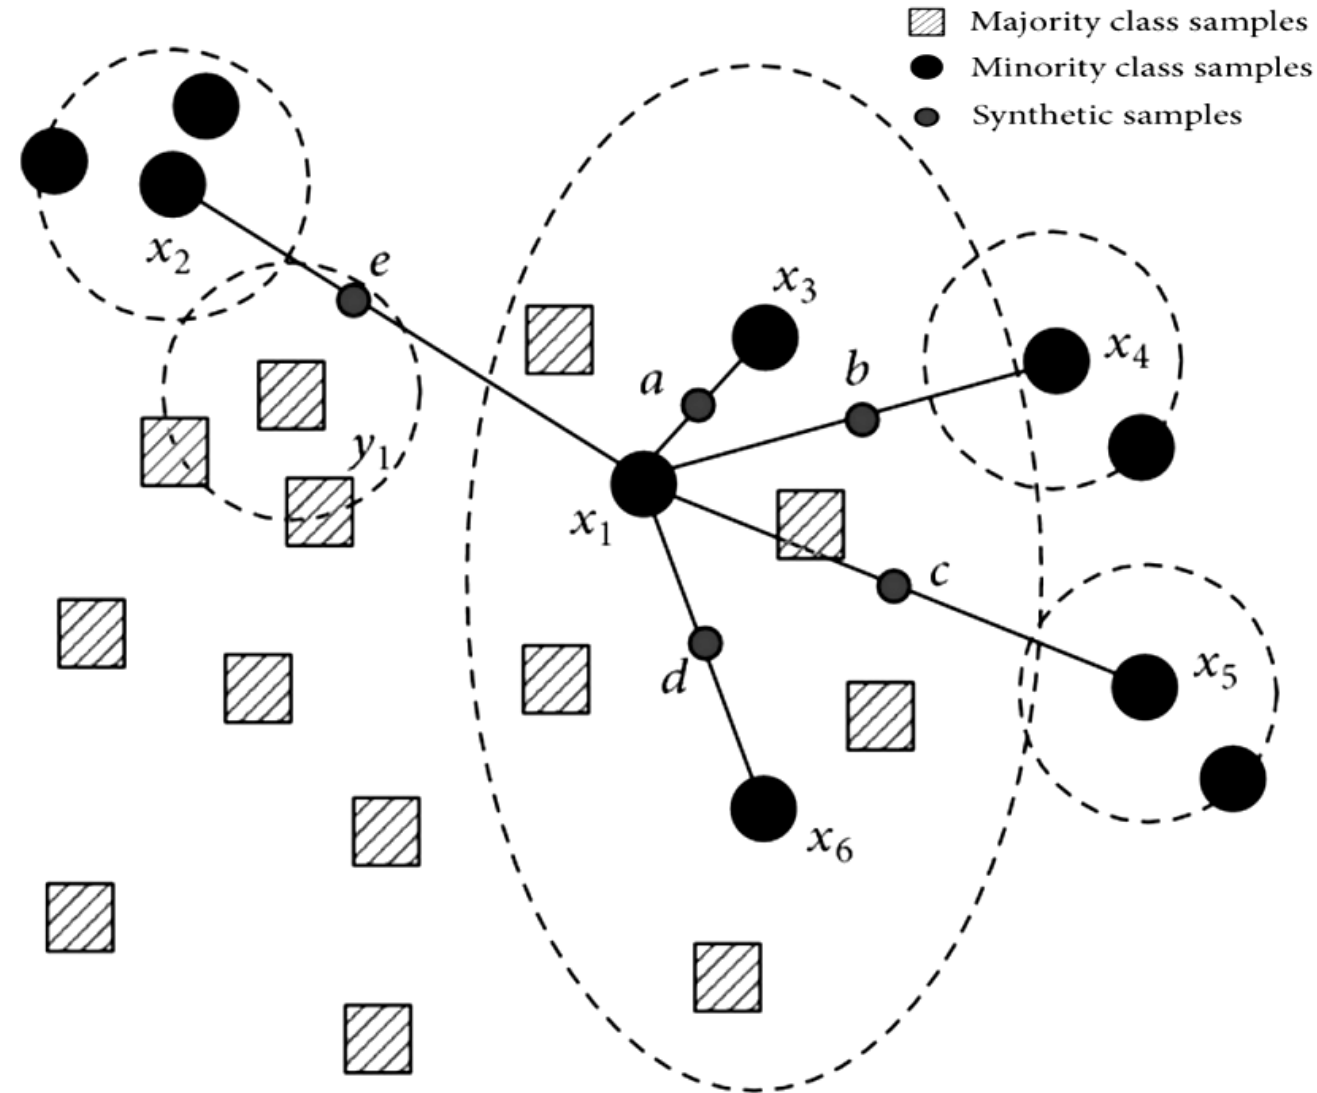 Majority class samples
Minority class samples
Synthetic samples
x₂
e
x₃
a
b
x₄
y₁
x₁
c
d
x₅
x₆